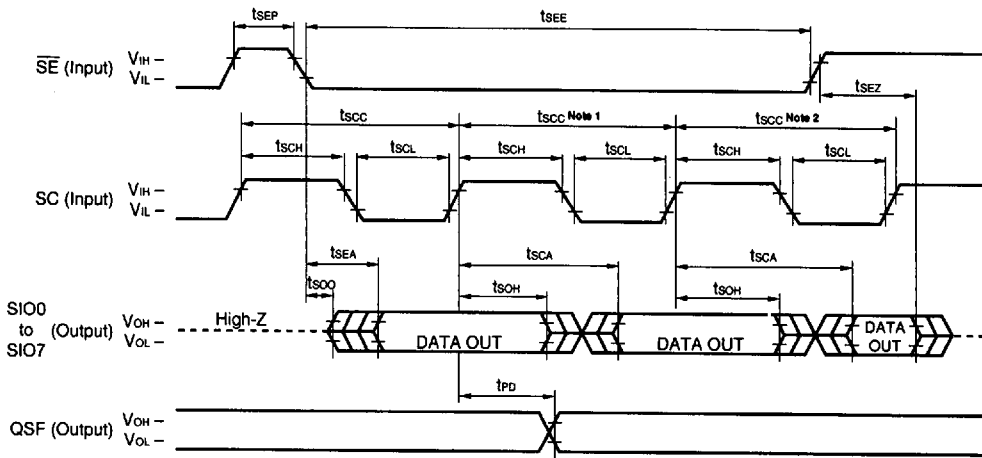 tSEP
tSEE
SE (Input)
VIH
VIL
tSEZ
tSCC
tSCC Note 1
tSCC Note 2
tSCH
tSCL
tSCH
tSCL
tSCH
tSCL
SC (Input)
VIH
VIL
tSEA
tSCA
tSCA
tSOO
tSOH
tSOH
SIO0
to
SIO7
(Output)
VOH
VOL
High-Z
DATA OUT
DATA OUT
DATA
OUT
tPD
QSF (Output)
VOH
VOL